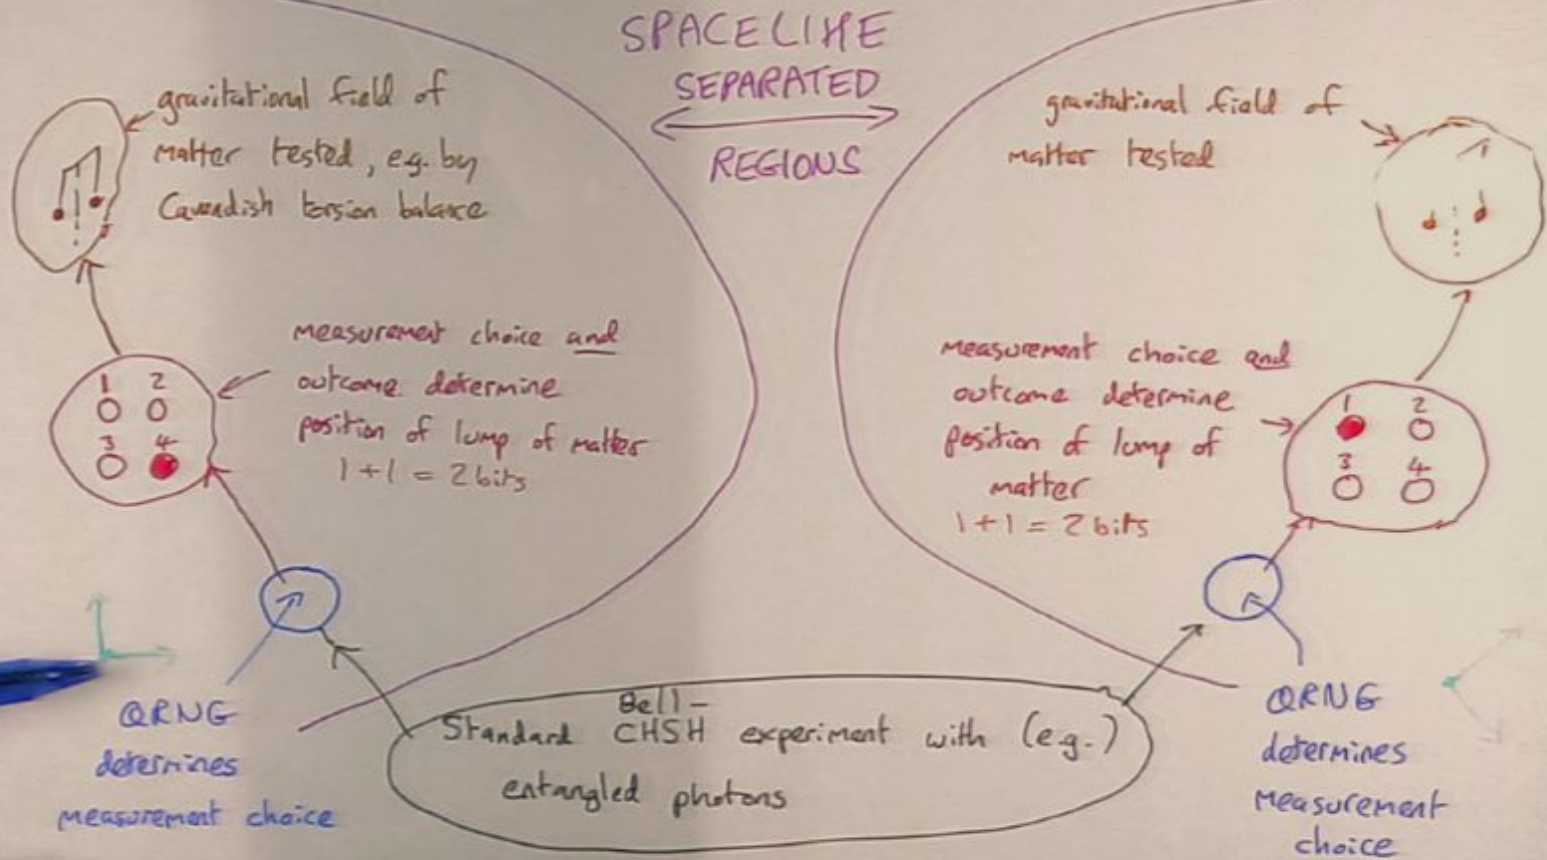 SPACELIKE
SEPARATED
REGIONS
gravitational field of
matter tested, e.g. by
Cavendish torsion balance
gravitational field of
matter tested
measurement choice and
outcome determine
position of lump of matter
1+1 = 2 bits
1 2
3 4
measurement choice and
outcome determine
position of lump of
matter
1+1 = 2 bits
1 2
3 4
QRNG
determines
measurement choice
Bell-
Standard CHSH experiment with (e.g.)
entangled photons
QRNG
determines
measurement
choice